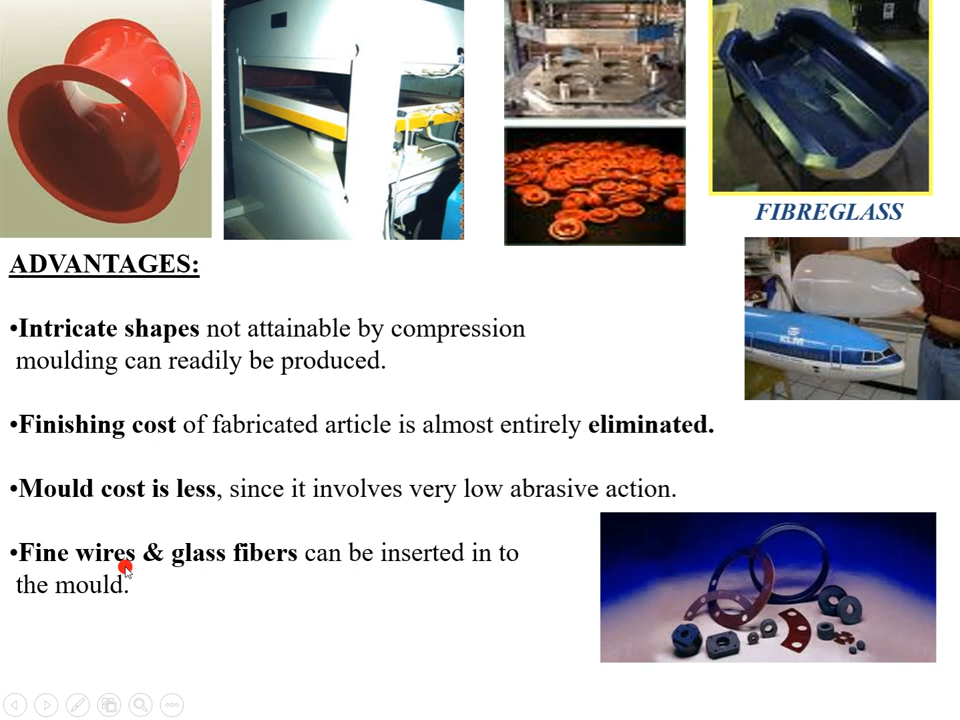 FIBREGLASS
KLM
ADVANTAGES:
•Intricate shapes not attainable by compression
moulding can readily be produced.
•Finishing cost of fabricated article is almost entirely eliminated.
•Mould cost is less, since it involves very low abrasive action.
•Fine wires & glass fibers can be inserted in to
the mould.